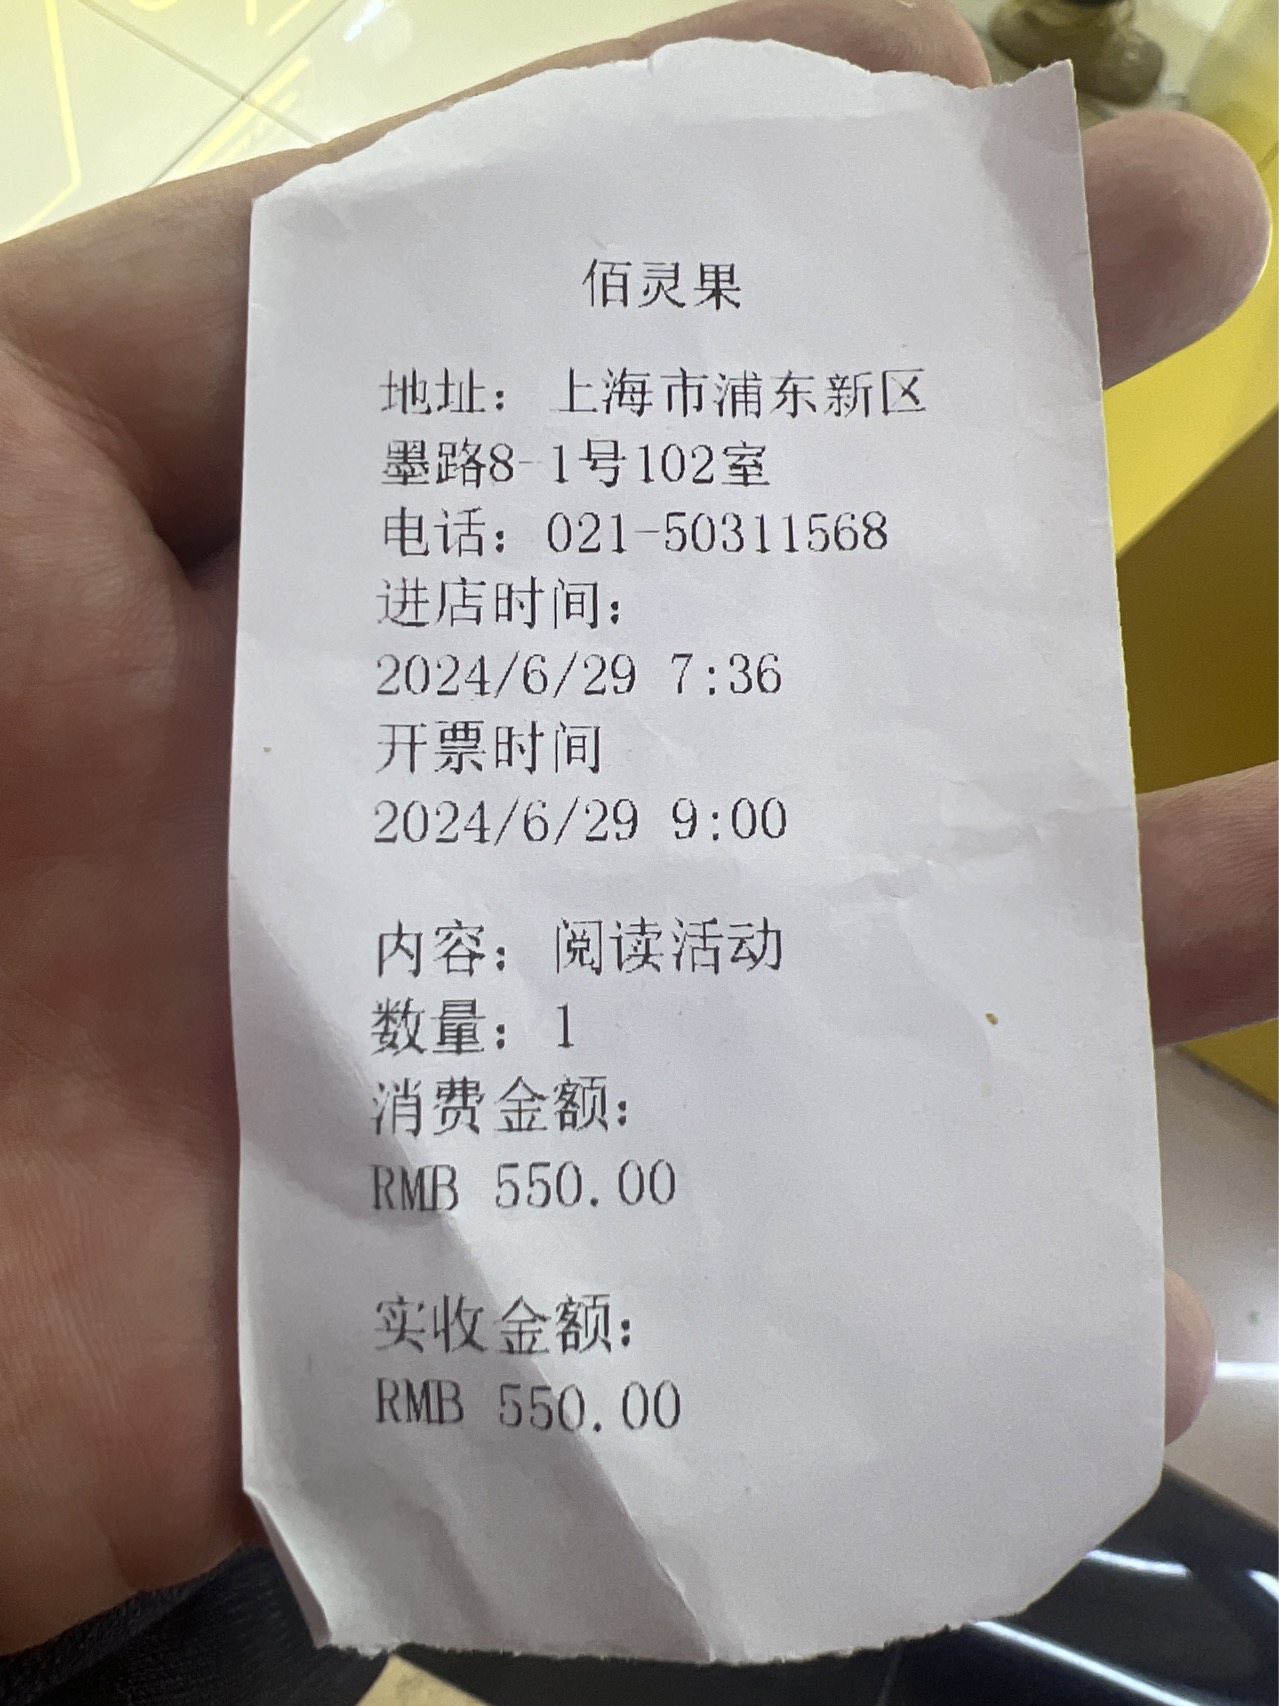 佰灵果
地址：上海市浦东新区
墨路8-1号102室
电话：021-50311568
进店时间：
2024/6/29 7:36
开票时间
2024/6/29 9:00
内容：阅读活动
数量：1
消费金额：
RMB 550.00
实收金额：
RMB 550.00